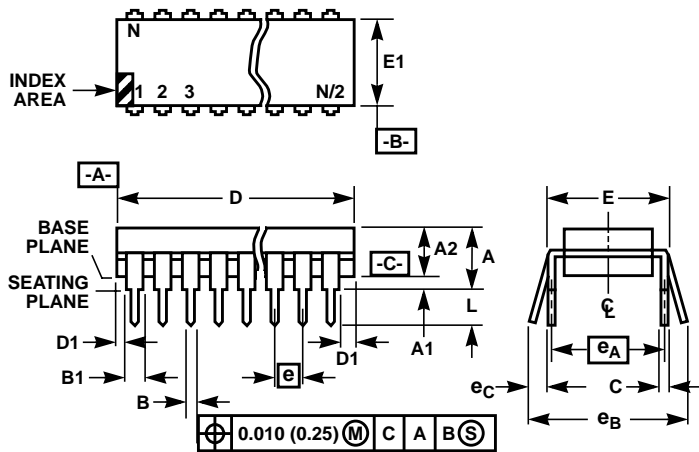 N
E1
INDEX
AREA
1 2 3 N/2
-B-
-A-
D
E
BASE
PLANE
A2
A
-C-
SEATING
PLANE
L
C
L
D1
A1
D1
eA
B1
e
eC
C
B
eB
0.010 (0.25) M C A B S